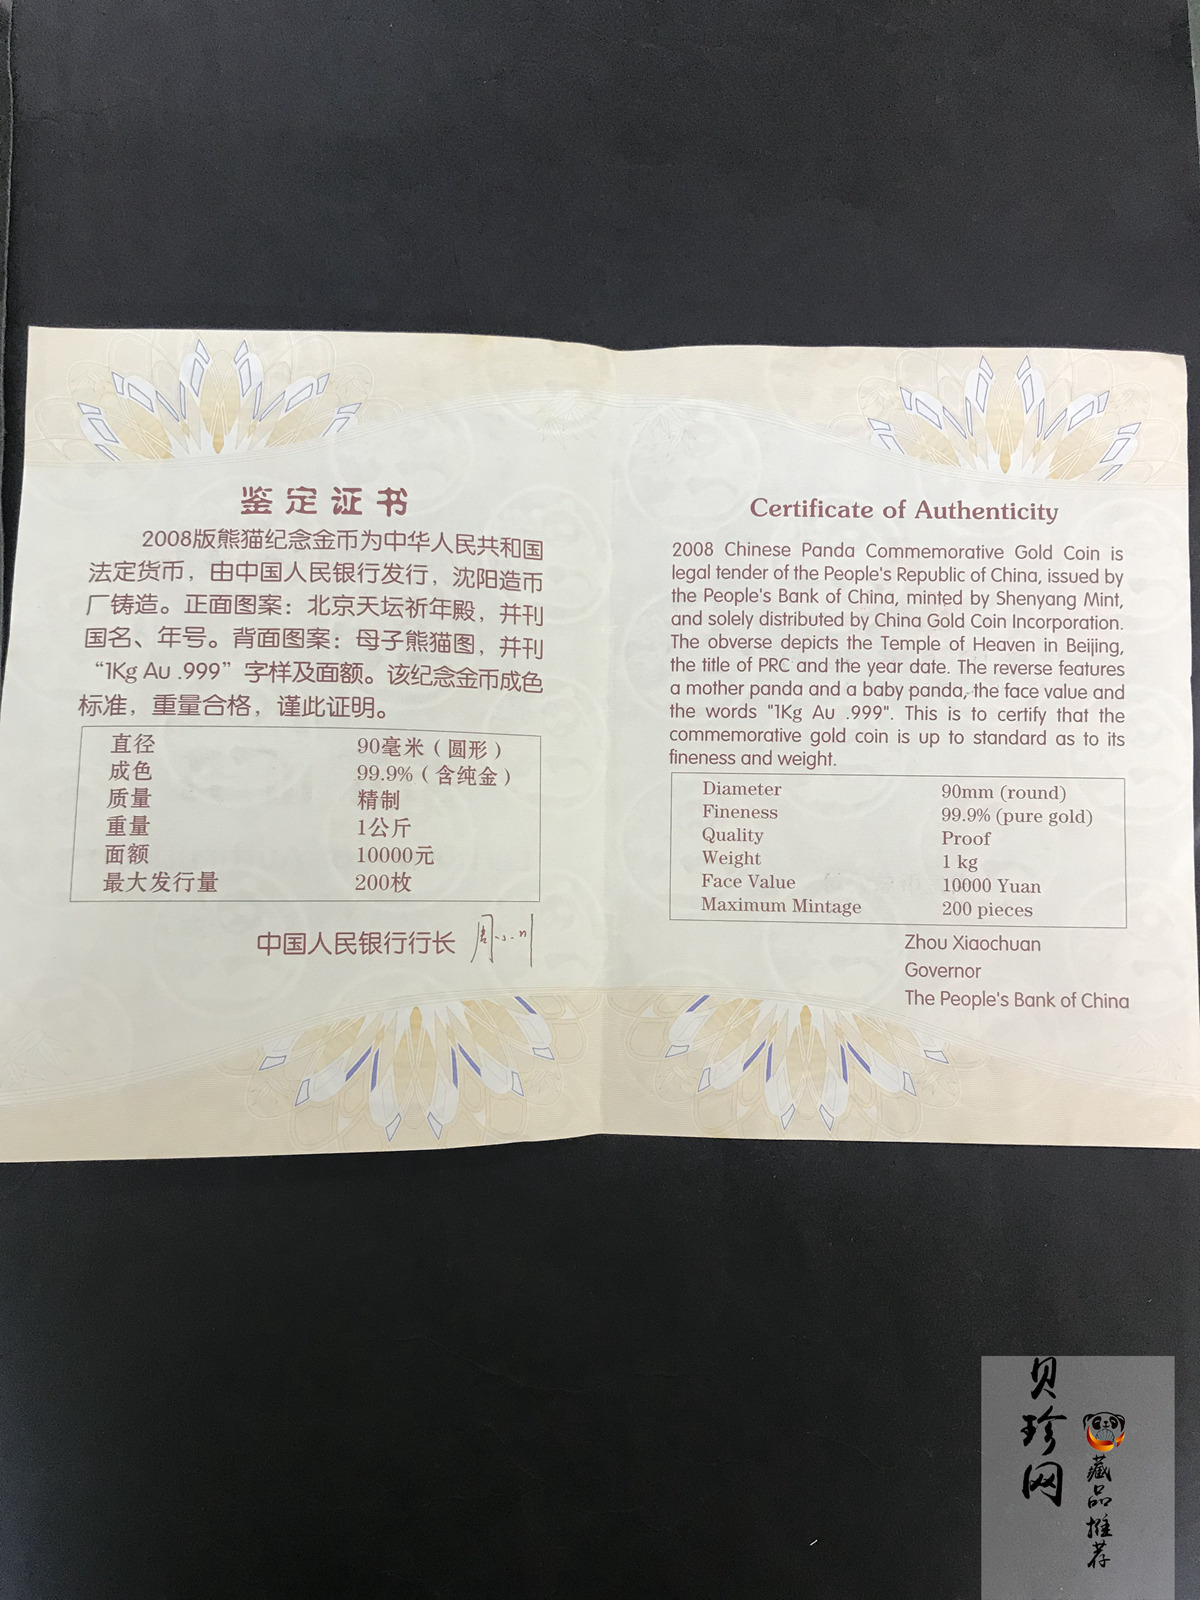 鉴定证书
2008版熊猫纪念金币为中华人民共和国
法定货币，由中国人民银行发行，沈阳造币
厂铸造。正面图案：北京天坛祈年殿，并刊
国名、年号。背面图案：母子熊猫图，并刊
“1Kg Au .999”字样及面额。该纪念金币成色
标准，重量合格，谨此证明。
直径 90毫米（圆形）
成色 99.9%（含纯金）
质量 精制
重量 1公斤
面额 10000元
最大发行量 200枚
中国人民银行行长 周小川
Certificate of Authenticity
2008 Chinese Panda Commemorative Gold Coin is
legal tender of the People's Republic of China, issued by
the People's Bank of China, minted by Shenyang Mint,
and solely distributed by China Gold Coin Incorporation.
The obverse depicts the Temple of Heaven in Beijing,
the title of PRC and the year date. The reverse features
a mother panda and a baby panda, the face value and
the words "1Kg Au .999". This is to certify that the
commemorative gold coin is up to standard as to its
fineness and weight.
Diameter 90mm (round)
Fineness 99.9% (pure gold)
Quality Proof
Weight 1 kg
Face Value 10000 Yuan
Maximum Mintage 200 pieces
Zhou Xiaochuan
Governor
The People's Bank of China
贝珍网
藏品推荐